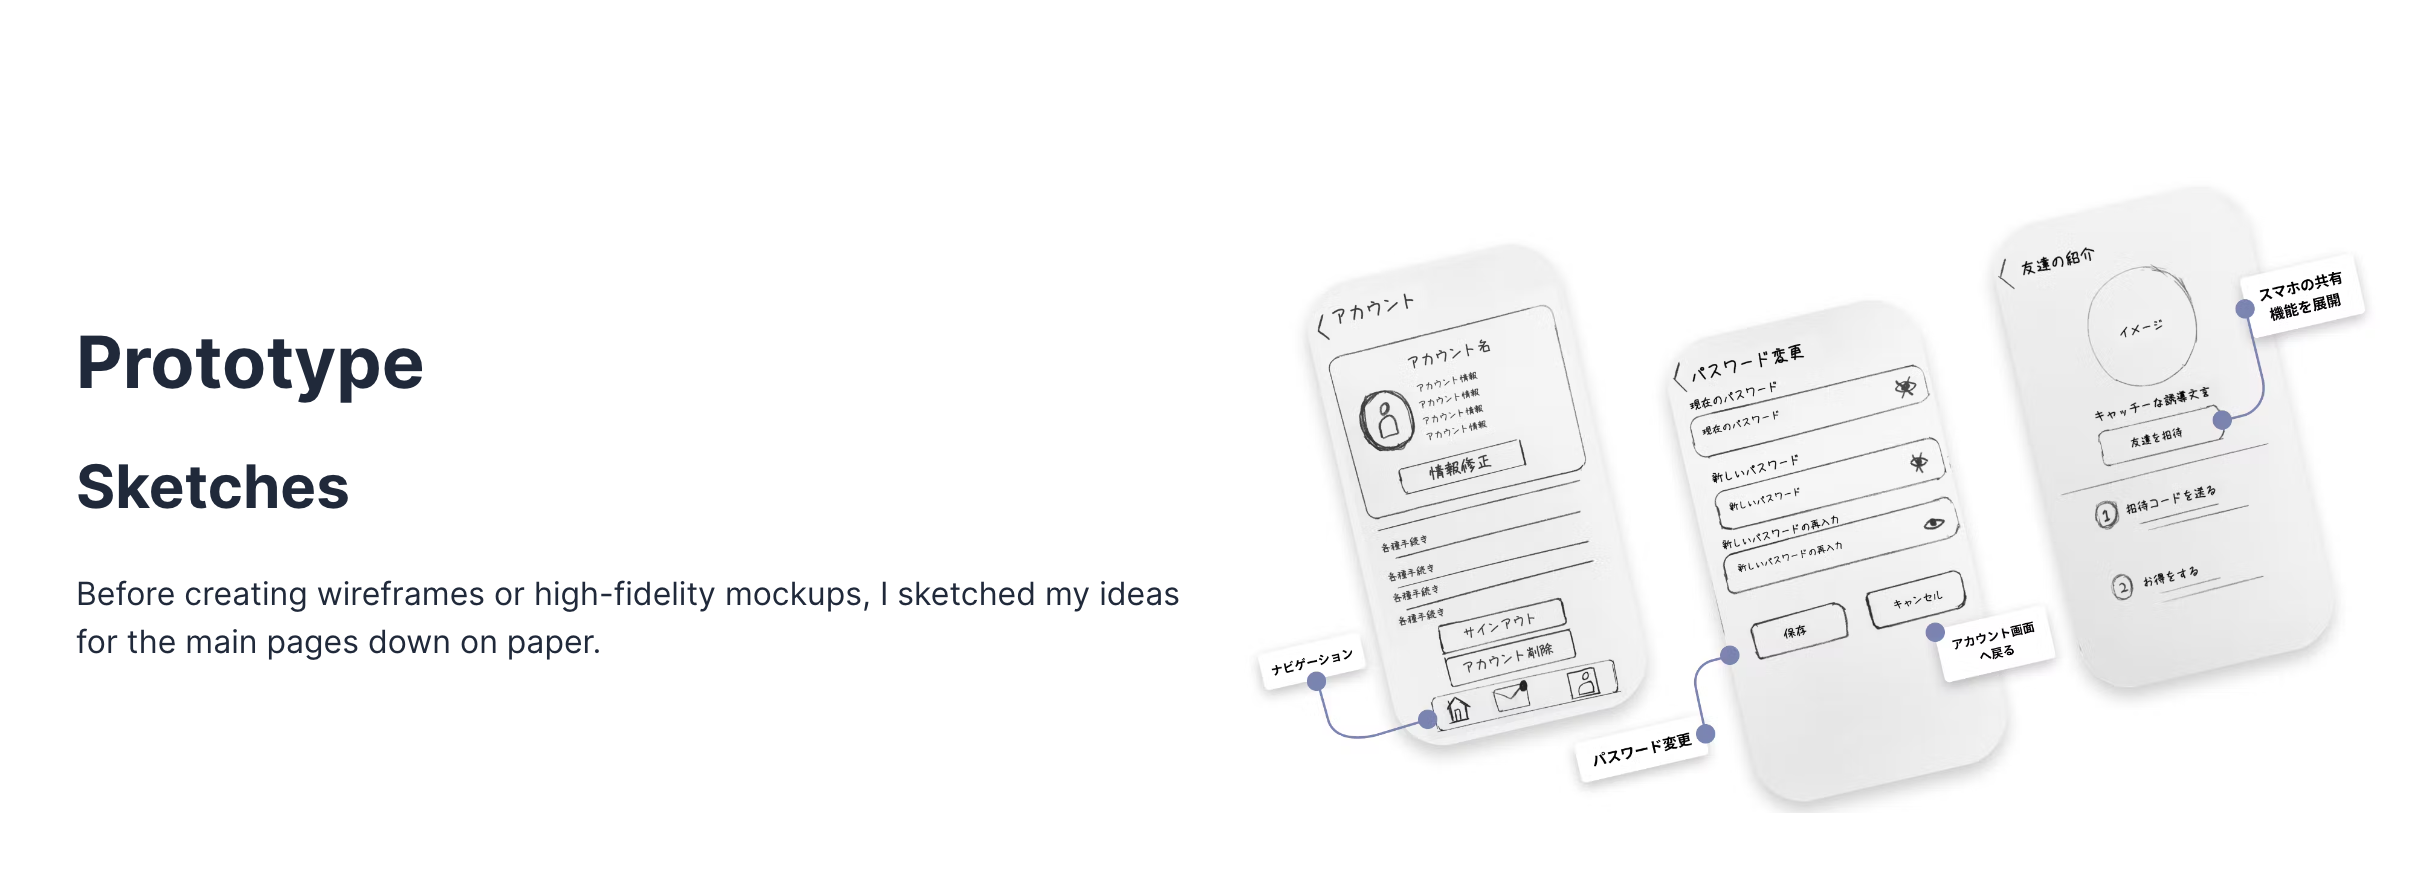 Prototype
Sketches
Before creating wireframes or high-fidelity mockups, I sketched my ideas
for the main pages down on paper.
アカウント
アカウント名
アカウント情報
アカウント情報
アカウント情報
アカウント情報
情報修正
各種手続き
各種手続き
各種手続き
各種手続き
サインアウト
アカウント削除
ナビゲーション
パスワード変更
現在のパスワード
現在のパスワード
新しいパスワード
新しいパスワード
新しいパスワードの再入力
新しいパスワードの再入力
保存
キャンセル
パスワード変更
アカウント画面
へ戻る
友達の紹介
イメージ
キャッチーな誘導文言
友達を招待
1 招待コードを送る
2 お得をする
スマホの共有
機能を展開